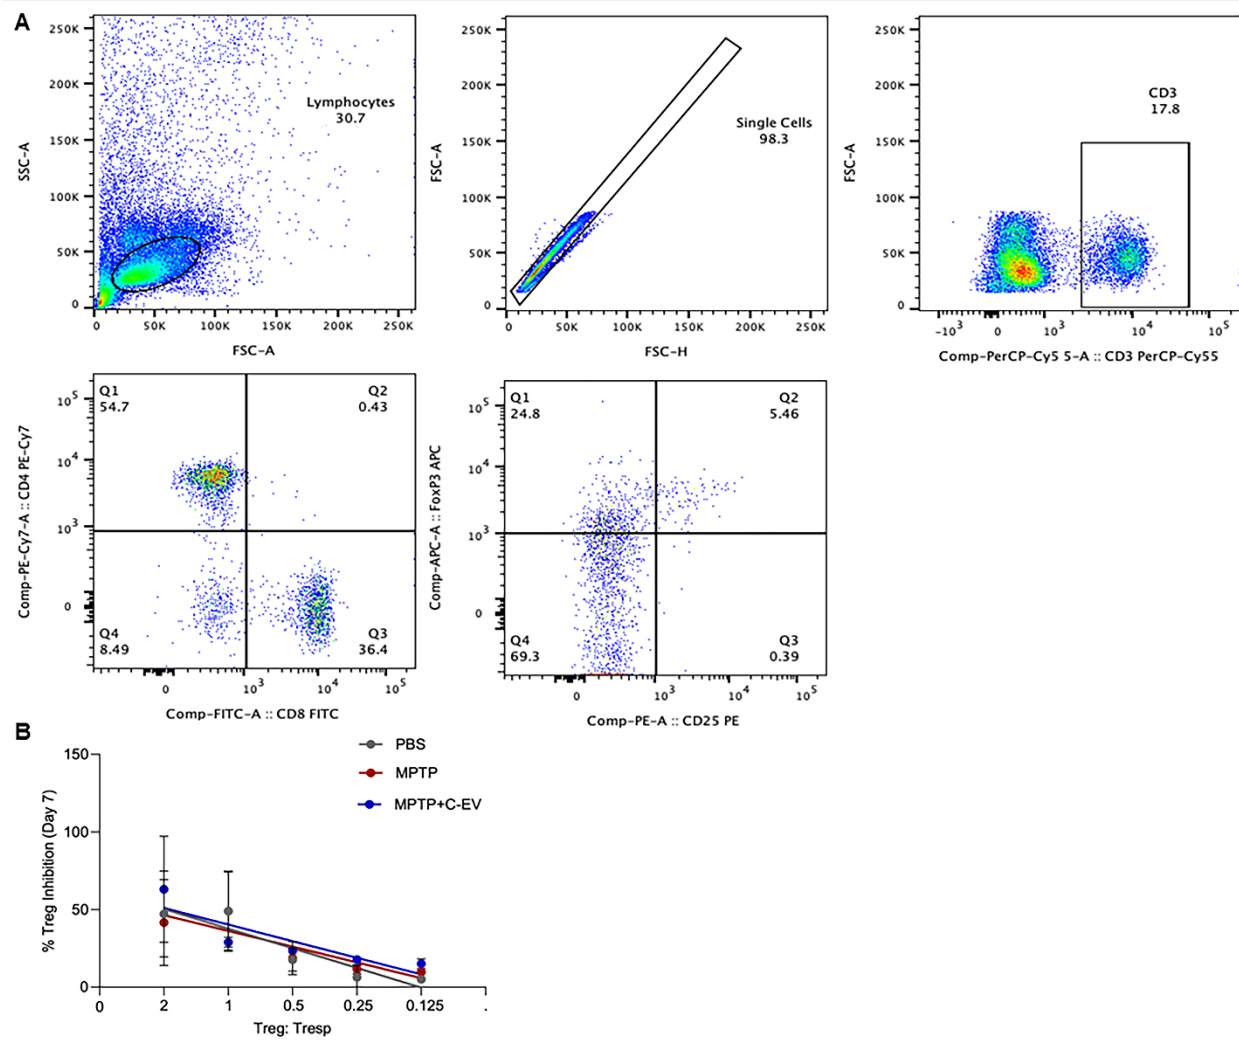 A
250K
200K
150K
100K
50K
0
SSC-A
Lymphocytes
30.7
0 50K 100K 150K 200K 250K
FSC-A
250K
200K
150K
100K
50K
0
FSC-A
Single Cells
98.3
0 50K 100K 150K 200K 250K
FSC-H
250K
200K
150K
100K
50K
0
FSC-A
CD3
17.8
-10³ 0 10³ 10⁴ 10⁵
Comp-PerCP-Cy5 5-A :: CD3 PerCP-Cy55
Q1
54.7
Q2
0.43
10⁵
10⁴
10³
0
Comp-PE-Cy7-A :: CD4 PE-Cy7
Q4
8.49
Q3
36.4
0 10³ 10⁴ 10⁵
Comp-FITC-A :: CD8 FITC
Q1
24.8
Q2
5.46
10⁵
10⁴
10³
0
Comp-APC-A :: FoxP3 APC
Q4
69.3
Q3
0.39
0 10³ 10⁴ 10⁵
Comp-PE-A :: CD25 PE
B
PBS
MPTP
MPTP+C-EV
150
100
50
0
% Treg Inhibition (Day 7)
0 2 1 0.5 0.25 0.125 .
Treg: Tresp